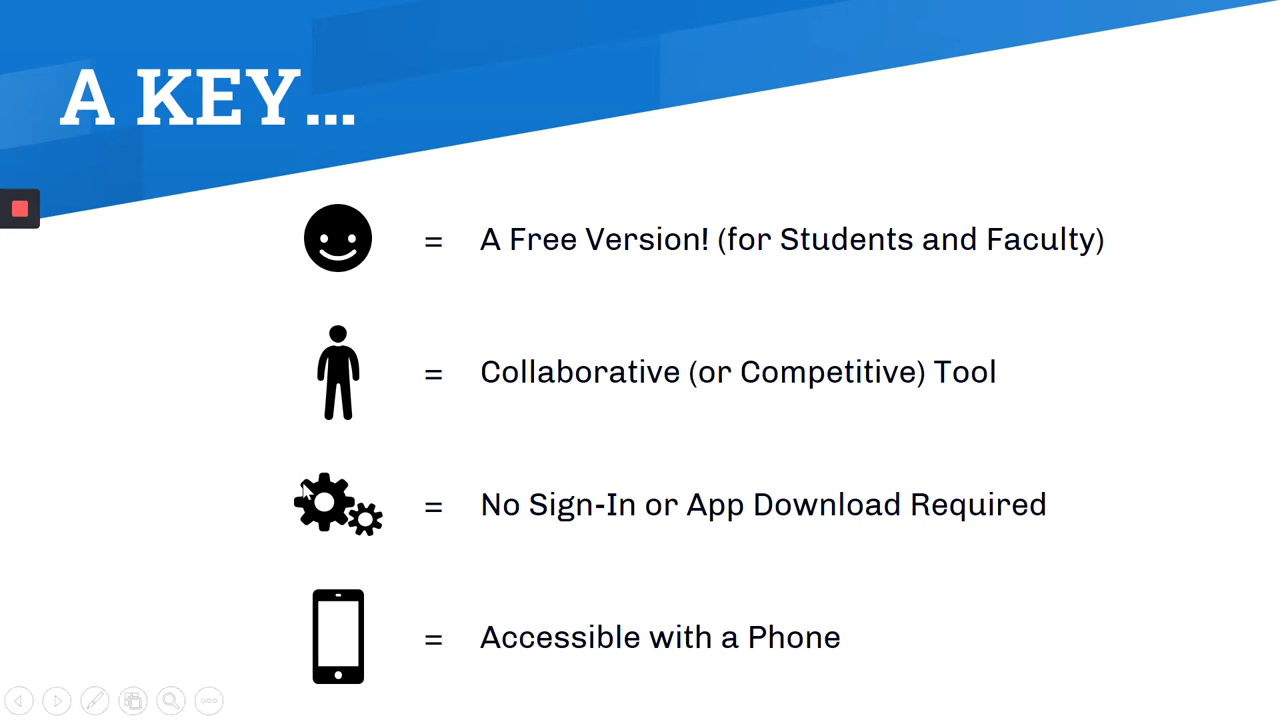 A KEY...
= A Free Version! (for Students and Faculty)
= Collaborative (or Competitive) Tool
= No Sign-In or App Download Required
= Accessible with a Phone